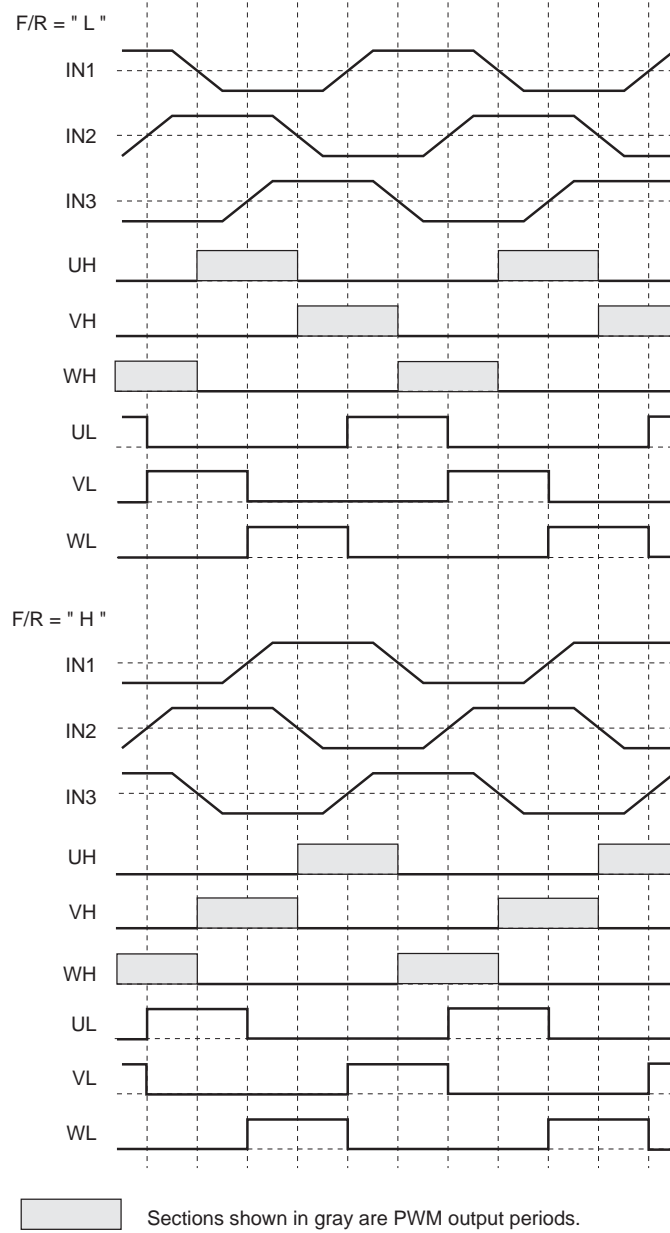 F/R = " L "
IN1
IN2
IN3
UH
VH
WH
UL
VL
WL
F/R = " H "
IN1
IN2
IN3
UH
VH
WH
UL
VL
WL
Sections shown in gray are PWM output periods.